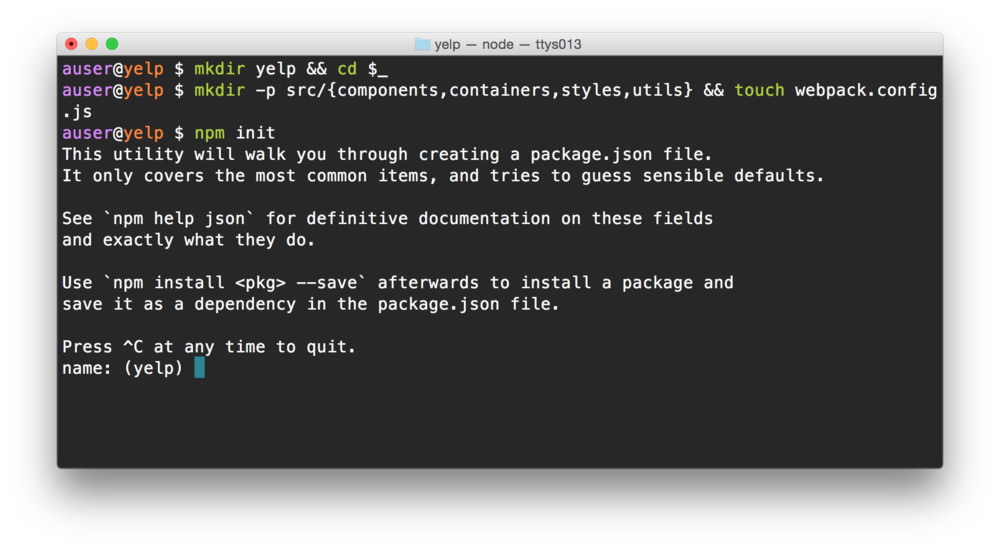 yelp — node — ttys013
auser@yelp $ mkdir yelp && cd $_
auser@yelp $ mkdir -p src/{components,containers,styles,utils} && touch webpack.config
.js
auser@yelp $ npm init
This utility will walk you through creating a package.json file.
It only covers the most common items, and tries to guess sensible defaults.

See `npm help json` for definitive documentation on these fields
and exactly what they do.

Use `npm install <pkg> --save` afterwards to install a package and
save it as a dependency in the package.json file.

Press ^C at any time to quit.
name: (yelp)